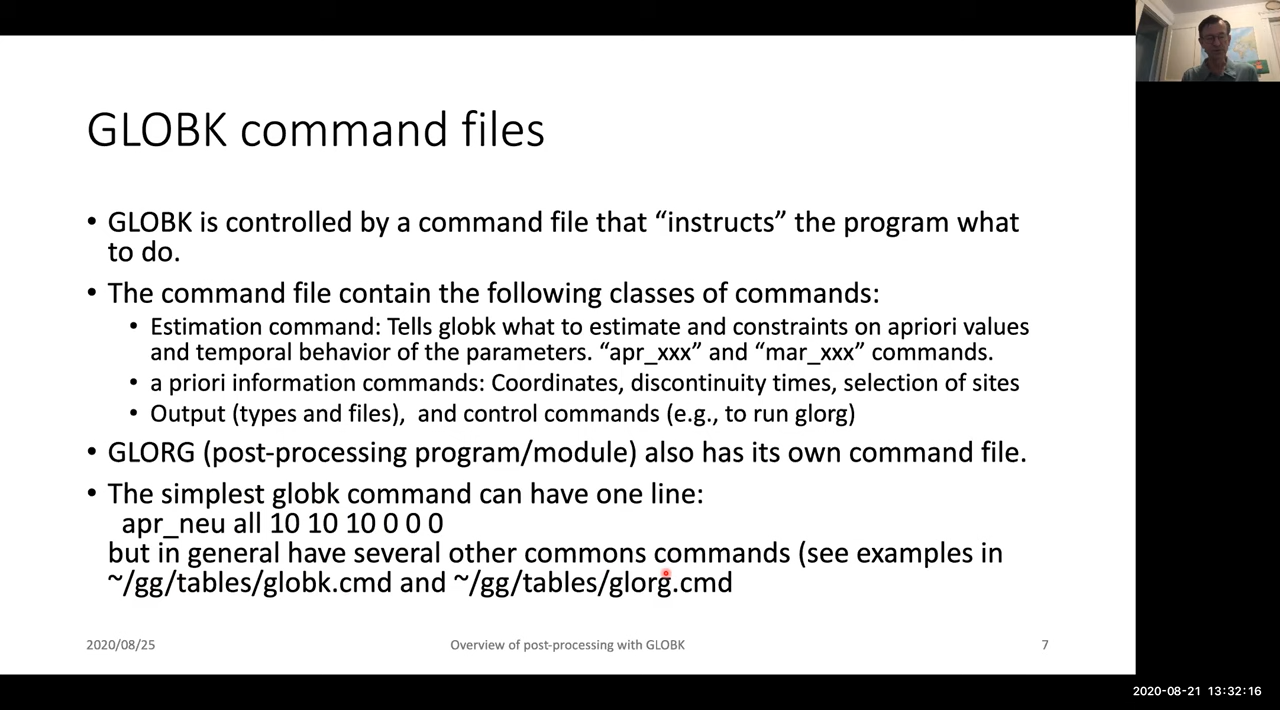 GLOBK command files
• GLOBK is controlled by a command file that “instructs” the program what
to do.
• The command file contain the following classes of commands:
• Estimation command: Tells globk what to estimate and constraints on apriori values
and temporal behavior of the parameters. “apr_xxx” and “mar_xxx” commands.
• a priori information commands: Coordinates, discontinuity times, selection of sites
• Output (types and files), and control commands (e.g., to run glorg)
• GLORG (post-processing program/module) also has its own command file.
• The simplest globk command can have one line:
apr_neu all 10 10 10 0 0 0
but in general have several other commons commands (see examples in
~/gg/tables/globk.cmd and ~/gg/tables/glorg.cmd
2020/08/25
Overview of post-processing with GLOBK
7
2020-08-21 13:32:16